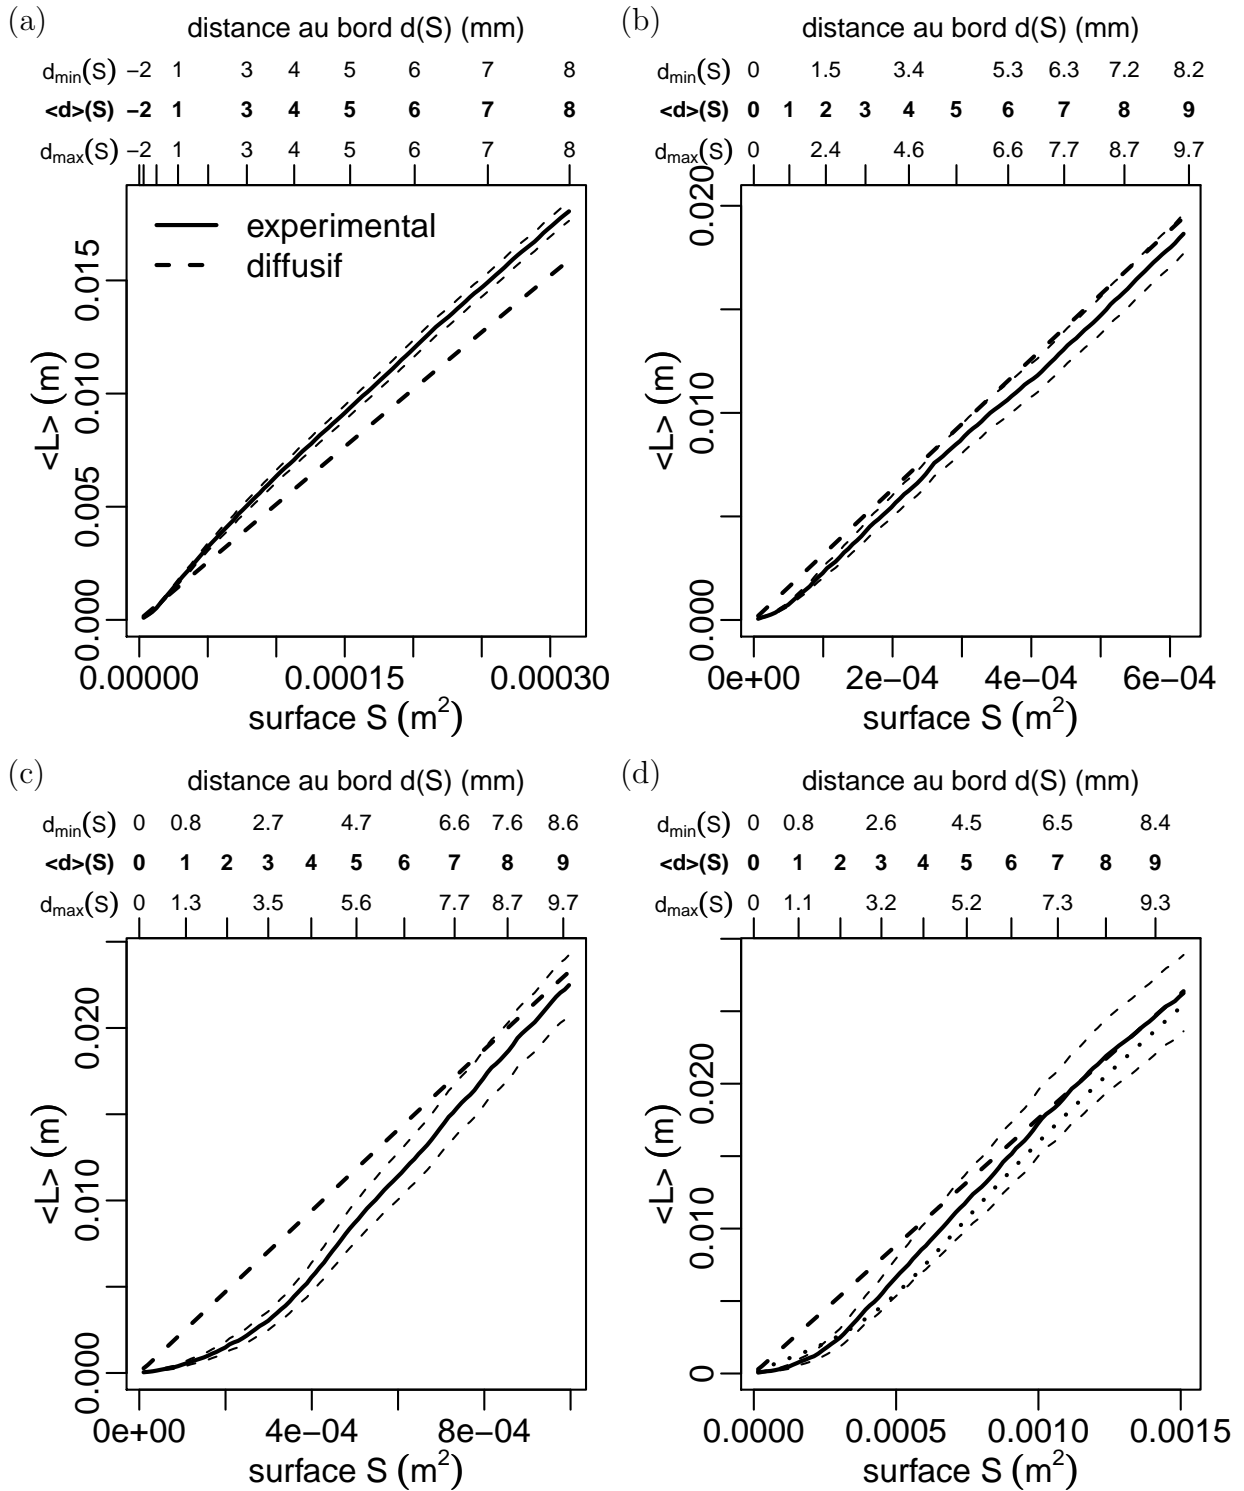 (a)
distance au bord d(S) (mm)
dmin(S) −2 1 3 4 5 6 7 8
<d>(S) −2 1 3 4 5 6 7 8
dmax(S) −2 1 3 4 5 6 7 8
experimental
diffusif
0.000 0.005 0.010 0.015
<L> (m)
0.00000 0.00015 0.00030
surface S (m²)
(b)
distance au bord d(S) (mm)
dmin(S) 0 1.5 3.4 5.3 6.3 7.2 8.2
<d>(S) 0 1 2 3 4 5 6 7 8 9
dmax(S) 0 2.4 4.6 6.6 7.7 8.7 9.7
0.000 0.010 0.020
<L> (m)
0e+00 2e−04 4e−04 6e−04
surface S (m²)
(c)
distance au bord d(S) (mm)
dmin(S) 0 0.8 2.7 4.7 6.6 7.6 8.6
<d>(S) 0 1 2 3 4 5 6 7 8 9
dmax(S) 0 1.3 3.5 5.6 7.7 8.7 9.7
0.000 0.010 0.020
<L> (m)
0e+00 4e−04 8e−04
surface S (m²)
(d)
distance au bord d(S) (mm)
dmin(S) 0 0.8 2.6 4.5 6.5 8.4
<d>(S) 0 1 2 3 4 5 6 7 8 9
dmax(S) 0 1.1 3.2 5.2 7.3 9.3
0 0.010 0.020
<L> (m)
0.0000 0.0005 0.0010 0.0015
surface S (m²)